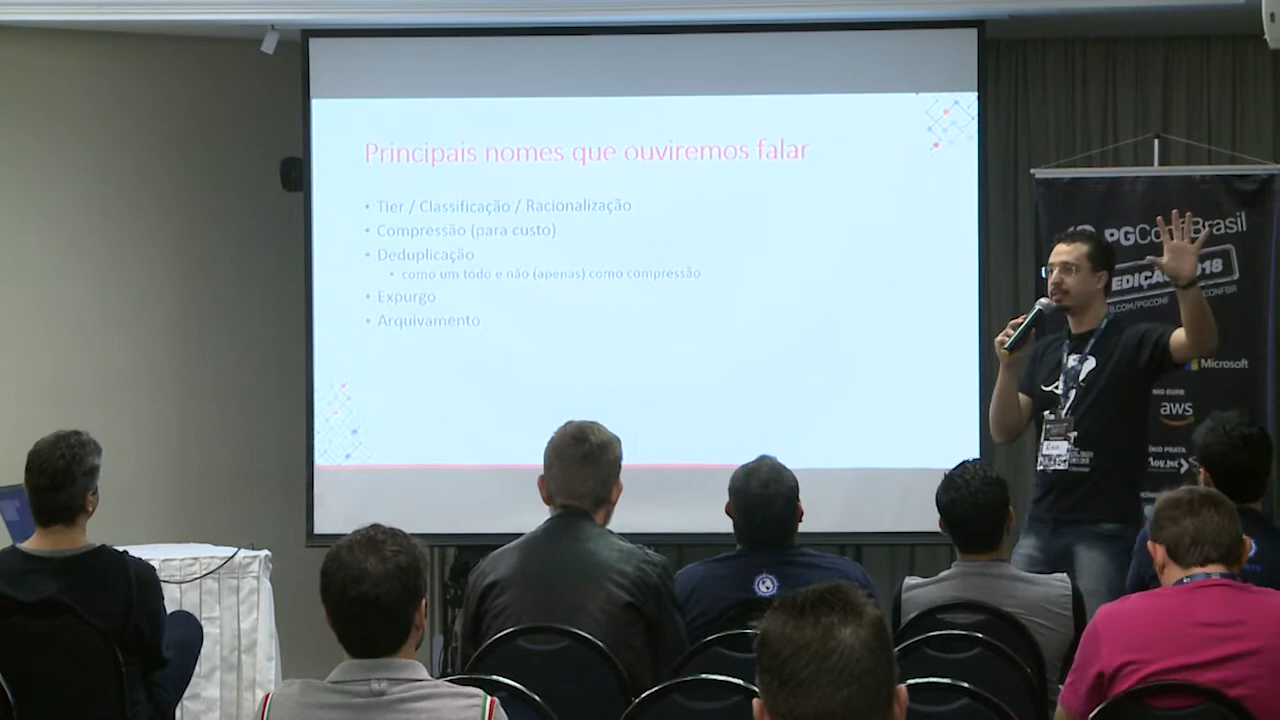 Principais nomes que ouviremos falar
• Tier / Classificação / Racionalização
• Compressão (para custo)
• Deduplicação
• como um todo e não (apenas) como compressão
• Expurgo
• Arquivamento
PGConf Brasil
EDIÇÃO 2018
Microsoft
aws